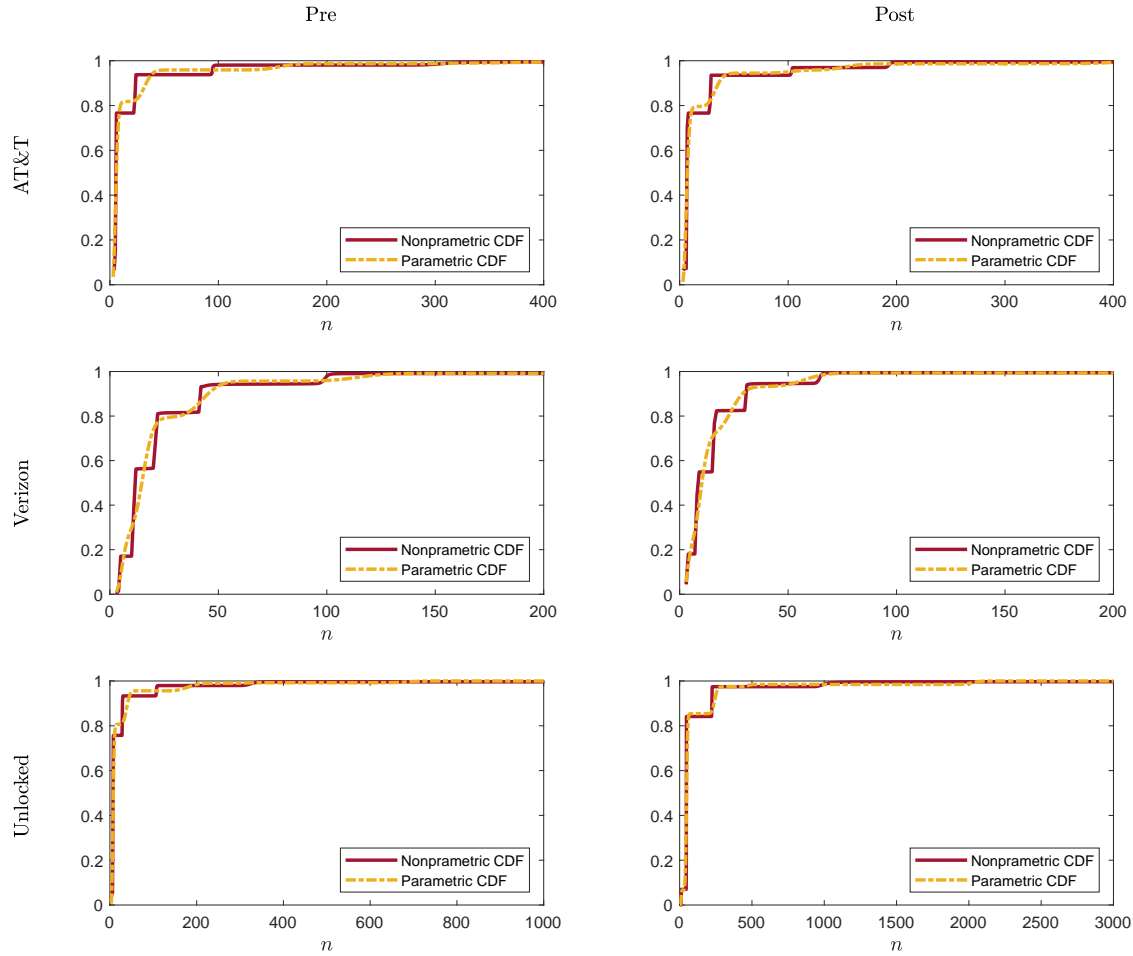 Pre Post
AT&T
1
0.8
0.6
0.4
0.2
0
0 100 200 300 400
n
Nonprametric CDF
Parametric CDF
1
0.8
0.6
0.4
0.2
0
0 100 200 300 400
n
Nonprametric CDF
Parametric CDF
Verizon
1
0.8
0.6
0.4
0.2
0
0 50 100 150 200
n
Nonprametric CDF
Parametric CDF
1
0.8
0.6
0.4
0.2
0
0 50 100 150 200
n
Nonprametric CDF
Parametric CDF
Unlocked
1
0.8
0.6
0.4
0.2
0
0 200 400 600 800 1000
n
Nonprametric CDF
Parametric CDF
1
0.8
0.6
0.4
0.2
0
0 500 1000 1500 2000 2500 3000
n
Nonprametric CDF
Parametric CDF